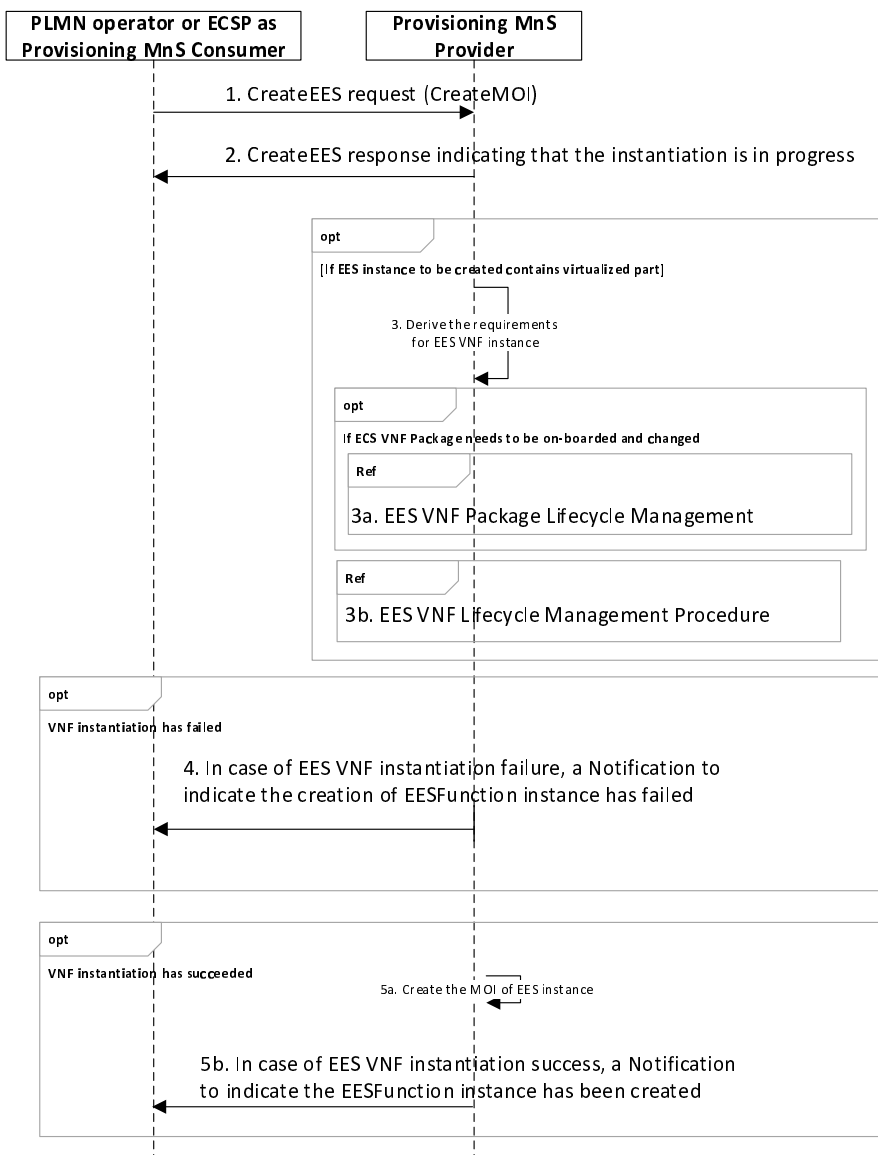 PLMN operator or ECSP as
Provisioning MnS Consumer
Provisioning MnS
Provider
1. CreateEES request (CreateMOI)
2. CreateEES response indicating that the instantiation is in progress
opt
[If EES instance to be created contains virtualized part]
3. Derive the requirements
for EES VNF instance
opt
If ECS VNF Package needs to be on-boarded and changed
Ref
3a. EES VNF Package Lifecycle Management
Ref
3b. EES VNF Lifecycle Management Procedure
opt
VNF instantiation has failed
4. In case of EES VNF instantiation failure, a Notification to
indicate the creation of EESFunction instance has failed
opt
VNF instantiation has succeeded
5a. Create the MOI of EES instance
5b. In case of EES VNF instantiation success, a Notification
to indicate the EESFunction instance has been created